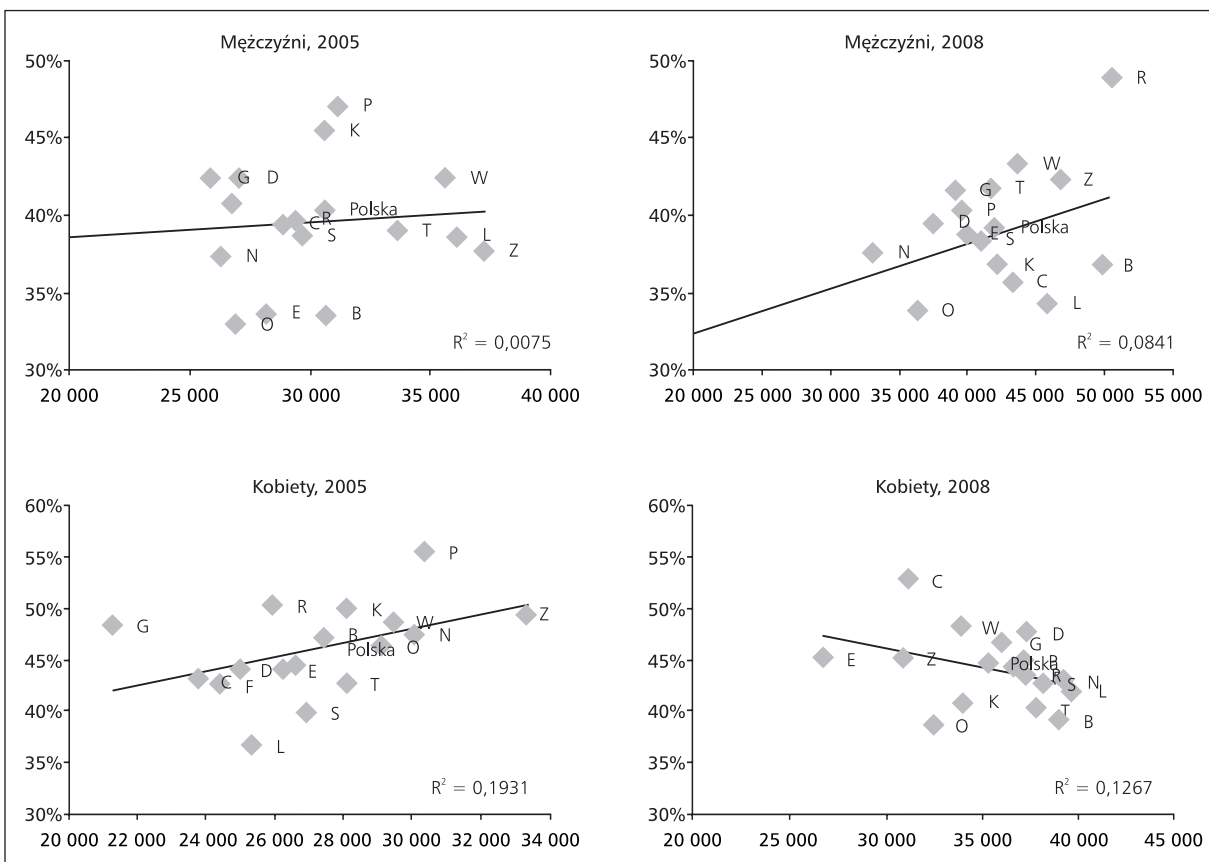 Mężczyźni, 2005
50%
45%
40%
35%
30%
P
K
G D
W
Polska
R
C
S
T
L
Z
N
E
B
O
R² = 0,0075
20 000 25 000 30 000 35 000 40 000
Mężczyźni, 2008
50%
45%
40%
35%
30%
R
W
Z
G T
P
D
Polska
E
S
N
K
B
C
L
O
R² = 0,0841
20 000 25 000 30 000 35 000 40 000 45 000 50 000 55 000
Kobiety, 2005
60%
55%
50%
45%
40%
35%
30%
P
R
K
Z
G
W
B
N
Polska
O
D
E
C
F
T
S
L
R² = 0,1931
20 000 22 000 24 000 26 000 28 000 30 000 32 000 34 000
Kobiety, 2008
60%
55%
50%
45%
40%
35%
30%
C
W
D
G
E
Z
Polska
R
S
N
L
K
T
O
B
R² = 0,1267
20 000 25 000 30 000 35 000 40 000 45 000